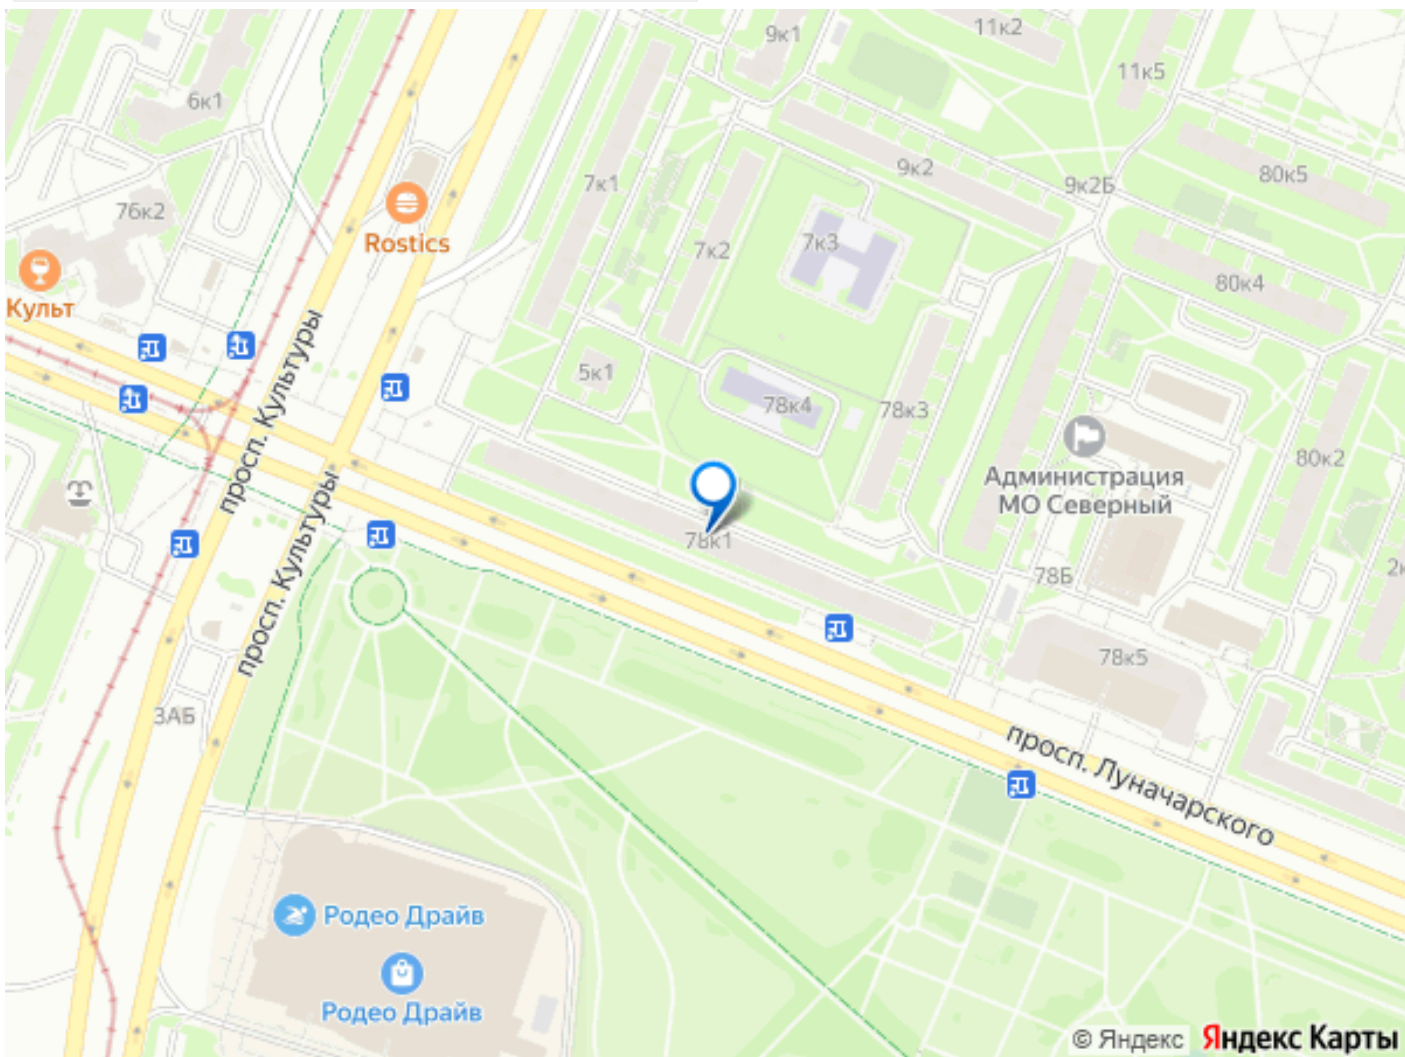 9к1
11к2
11к5
6к1
7к1
9к2
9к2Б
80к5
76к2
Rostics
7к2
7к3
80к4
Культ
просп. Культуры
5к1
78к4
78к3
Администрация
МО Северный
80к2
просп. Культуры
78к1
78Б
78к5
3АБ
просп. Луначарского
Родео Драйв
Родео Драйв
© Яндекс Яндекс Карты